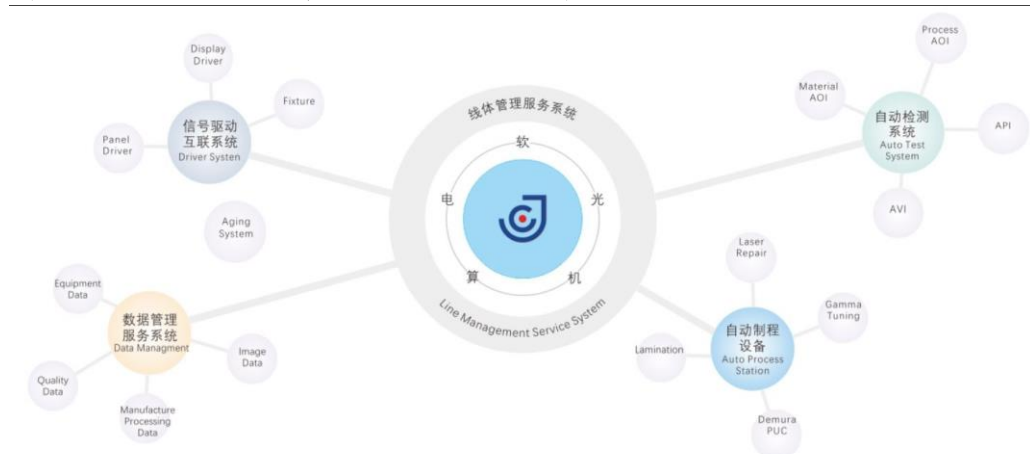 Display
Driver
Fixture
Panel
Driver
信号驱动
互联系统
Driver Systen
Aging
System
Equipment
Data
数据管理
服务系统
Data Managment
Image
Data
Quality
Data
Manufacture
Processing
Data
线体管理服务系统
软
电
光
算
机
Line Management Service System
Process
AOI
Material
AOI
自动检测
系统
Auto Test
System
API
AVI
Laser
Repair
Gamma
Tuning
Lamination
自动制程
设备
Auto Process
Station
Demura
PUC